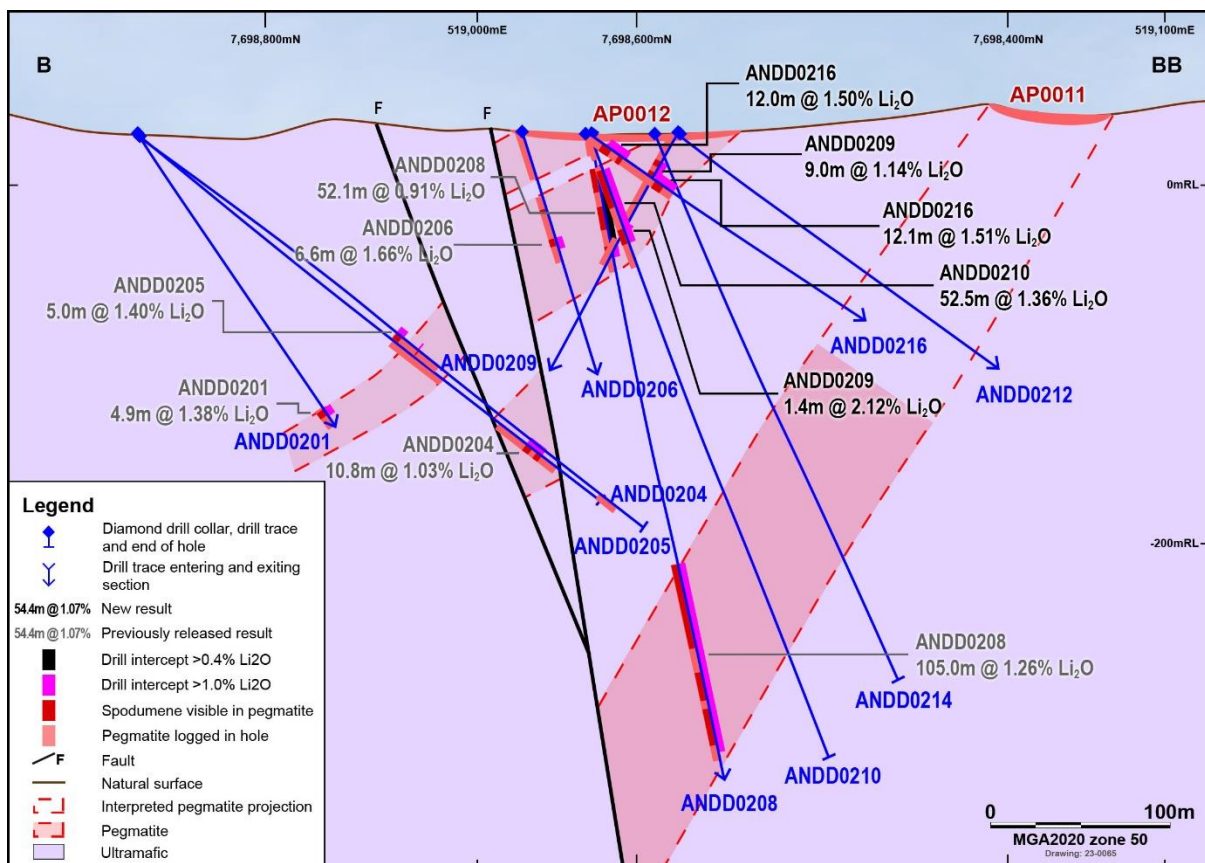 7,698,800mN
519,000mE
7,698,600mN
7,698,400mN
519,100mE
B
BB
F
F
AP0012
AP0011
ANDD0216
12.0m @ 1.50% Li₂O
ANDD0209
9.0m @ 1.14% Li₂O
ANDD0208
52.1m @ 0.91% Li₂O
0mRL
ANDD0216
12.1m @ 1.51% Li₂O
ANDD0206
6.6m @ 1.66% Li₂O
ANDD0210
52.5m @ 1.36% Li₂O
ANDD0205
5.0m @ 1.40% Li₂O
ANDD0216
ANDD0209
ANDD0206
ANDD0209
1.4m @ 2.12% Li₂O
ANDD0212
ANDD0201
4.9m @ 1.38% Li₂O
ANDD0201
ANDD0204
10.8m @ 1.03% Li₂O
ANDD0204
ANDD0205
-200mRL
ANDD0208
105.0m @ 1.26% Li₂O
ANDD0214
ANDD0210
ANDD0208
Legend
Diamond drill collar, drill trace
and end of hole
Drill trace entering and exiting
section
54.4m @ 1.07% New result
54.4m @ 1.07% Previously released result
Drill intercept >0.4% Li2O
Drill intercept >1.0% Li2O
Spodumene visible in pegmatite
Pegmatite logged in hole
F Fault
Natural surface
Interpreted pegmatite projection
Pegmatite
Ultramafic
0 100m
MGA2020 zone 50
Drawing: 23-0065